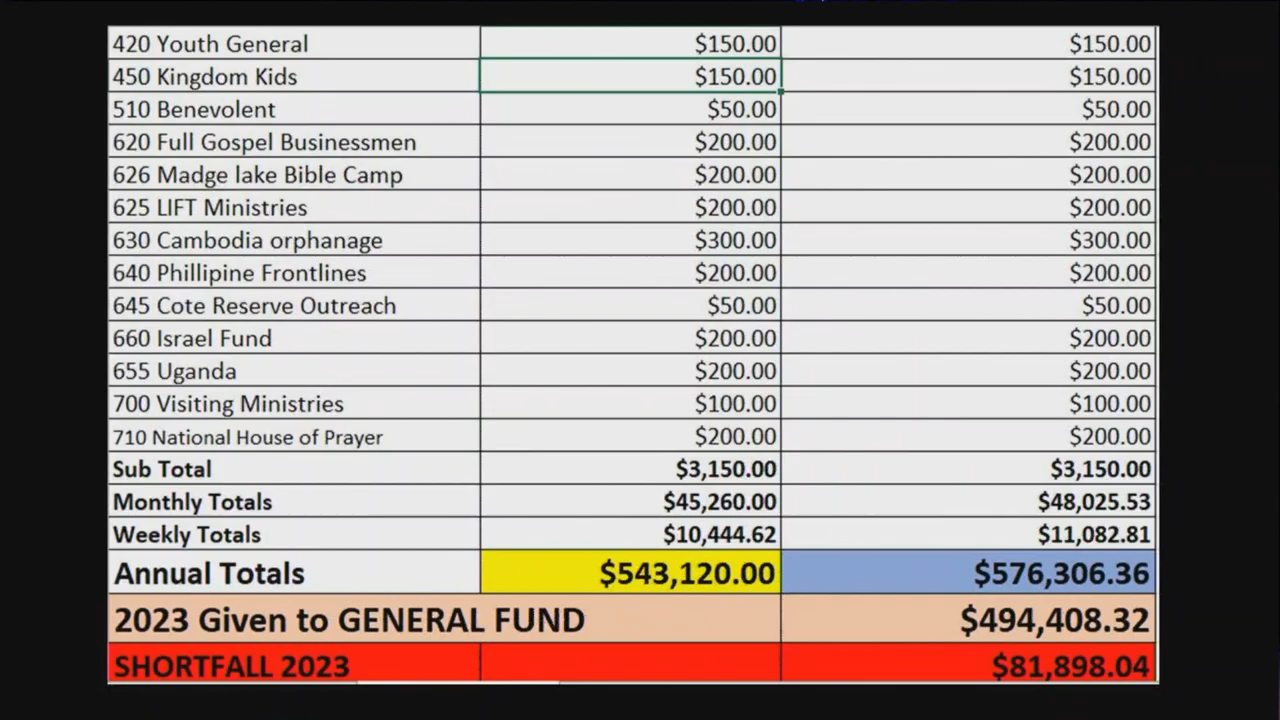 420 Youth General $150.00 $150.00
450 Kingdom Kids $150.00 $150.00
510 Benevolent $50.00 $50.00
620 Full Gospel Businessmen $200.00 $200.00
626 Madge lake Bible Camp $200.00 $200.00
625 LIFT Ministries $200.00 $200.00
630 Cambodia orphanage $300.00 $300.00
640 Phillipine Frontlines $200.00 $200.00
645 Cote Reserve Outreach $50.00 $50.00
660 Israel Fund $200.00 $200.00
655 Uganda $200.00 $200.00
700 Visiting Ministries $100.00 $100.00
710 National House of Prayer $200.00 $200.00
Sub Total $3,150.00 $3,150.00
Monthly Totals $45,260.00 $48,025.53
Weekly Totals $10,444.62 $11,082.81
Annual Totals $543,120.00 $576,306.36
2023 Given to GENERAL FUND $494,408.32
SHORTFALL 2023 $81,898.04